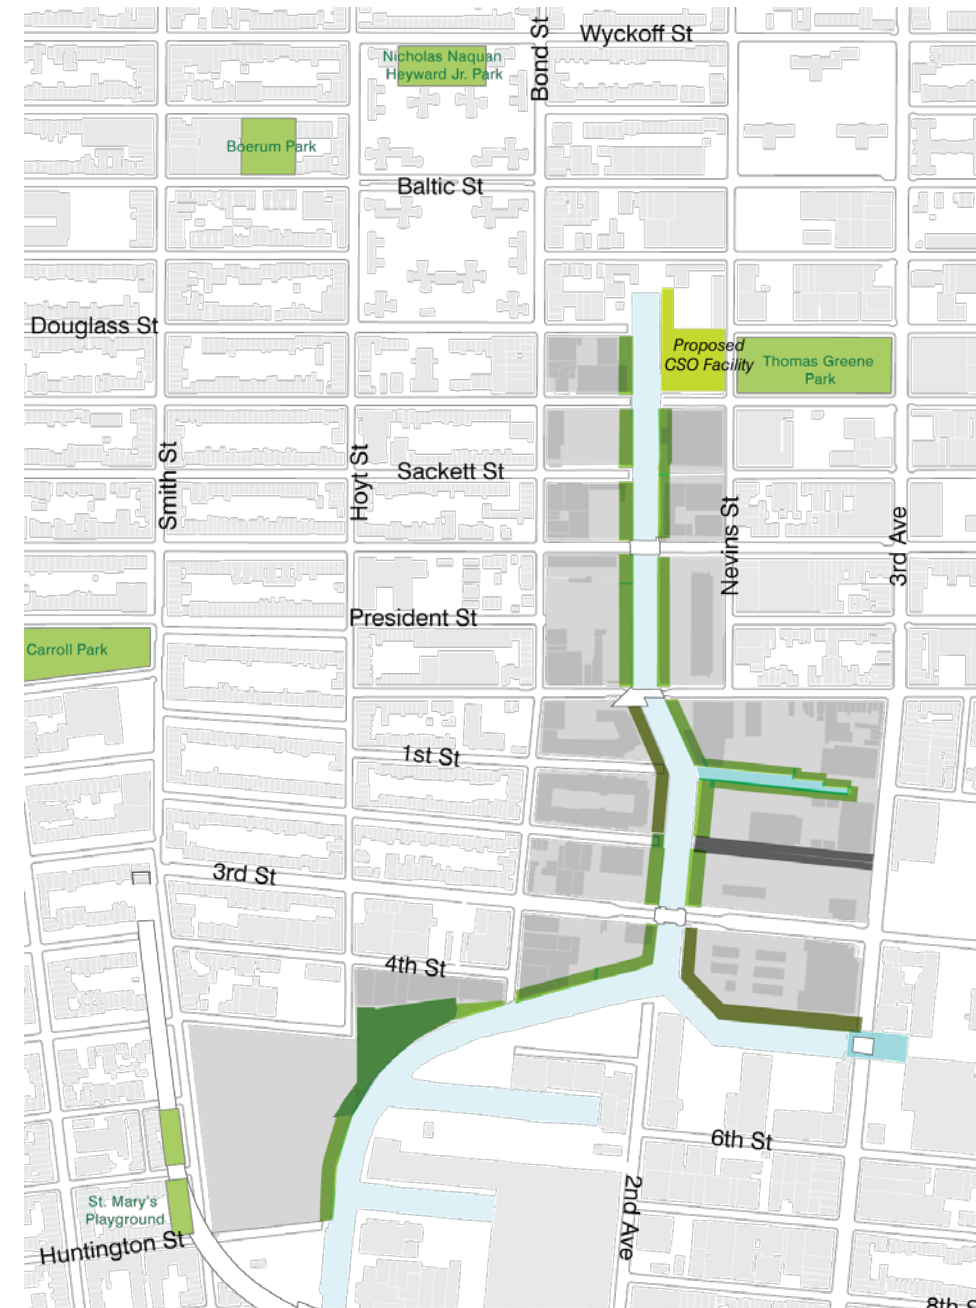 Wyckoff St
Bond St
Nicholas Naquan
Heyward Jr. Park
Boerum Park
Baltic St
Douglass St
Proposed
CSO Facility
Thomas Greene
Park
Smith St
Hoyt St
Sackett St
Nevins St
3rd Ave
President St
Carroll Park
1st St
3rd St
4th St
6th St
2nd Ave
St. Mary's
Playground
Huntington St
8th S